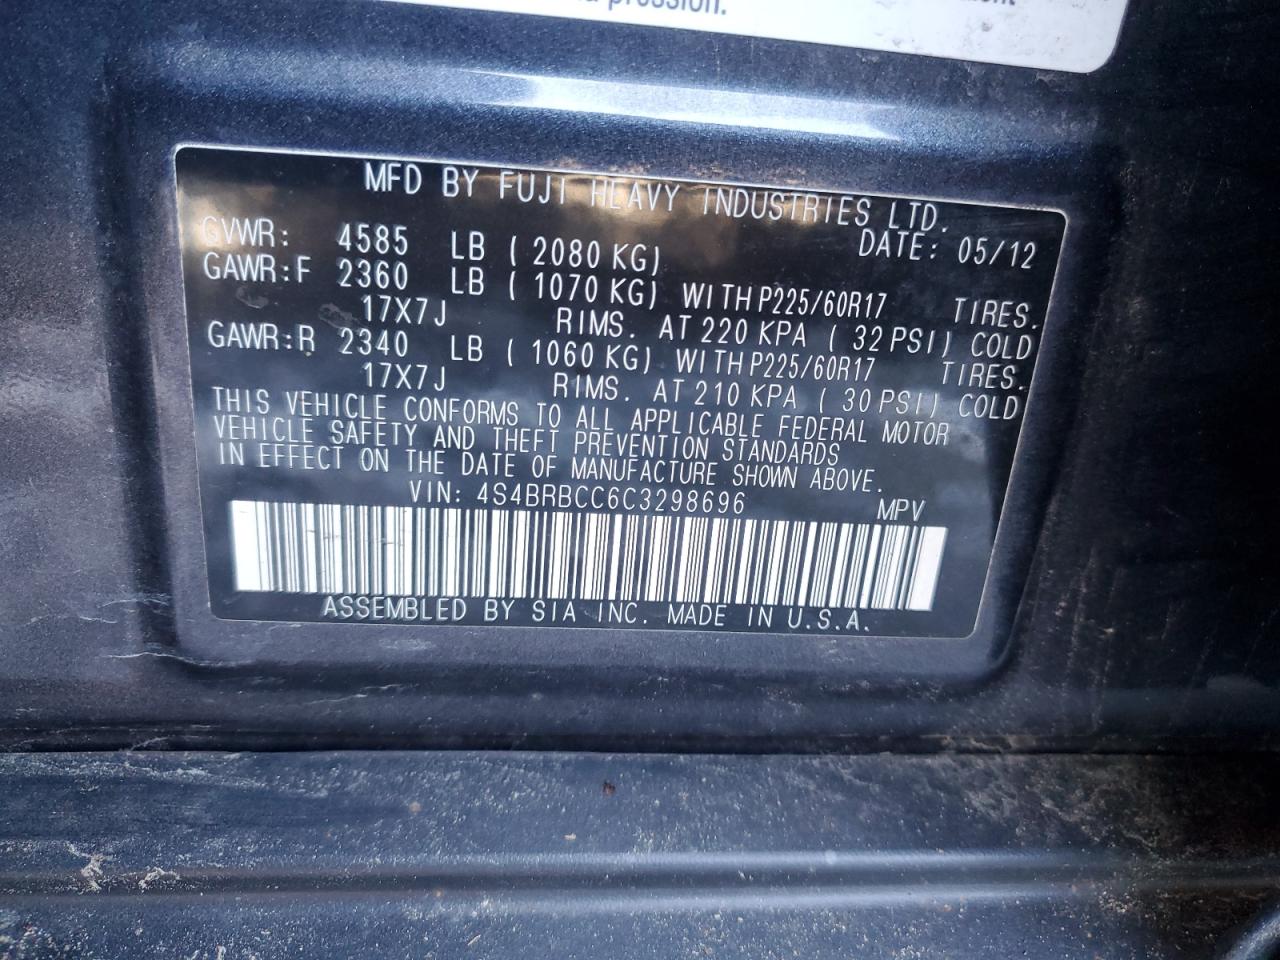 a pression.
MFD BY FUJI HEAVY INDUSTRIES LTD.
DATE: 05/12
GVWR: 4585 LB ( 2080 KG)
GAWR:F 2360 LB ( 1070 KG) WITH P225/60R17 TIRES.
17X7J RIMS. AT 220 KPA ( 32 PSI) COLD
GAWR:R 2340 LB ( 1060 KG) WITH P225/60R17 TIRES.
17X7J RIMS. AT 210 KPA ( 30 PSI) COLD
THIS VEHICLE CONFORMS TO ALL APPLICABLE FEDERAL MOTOR
VEHICLE SAFETY AND THEFT PREVENTION STANDARDS
IN EFFECT ON THE DATE OF MANUFACTURE SHOWN ABOVE.
VIN: 4S4BRBCC6C3298696 MPV
ASSEMBLED BY SIA INC. MADE IN U.S.A.